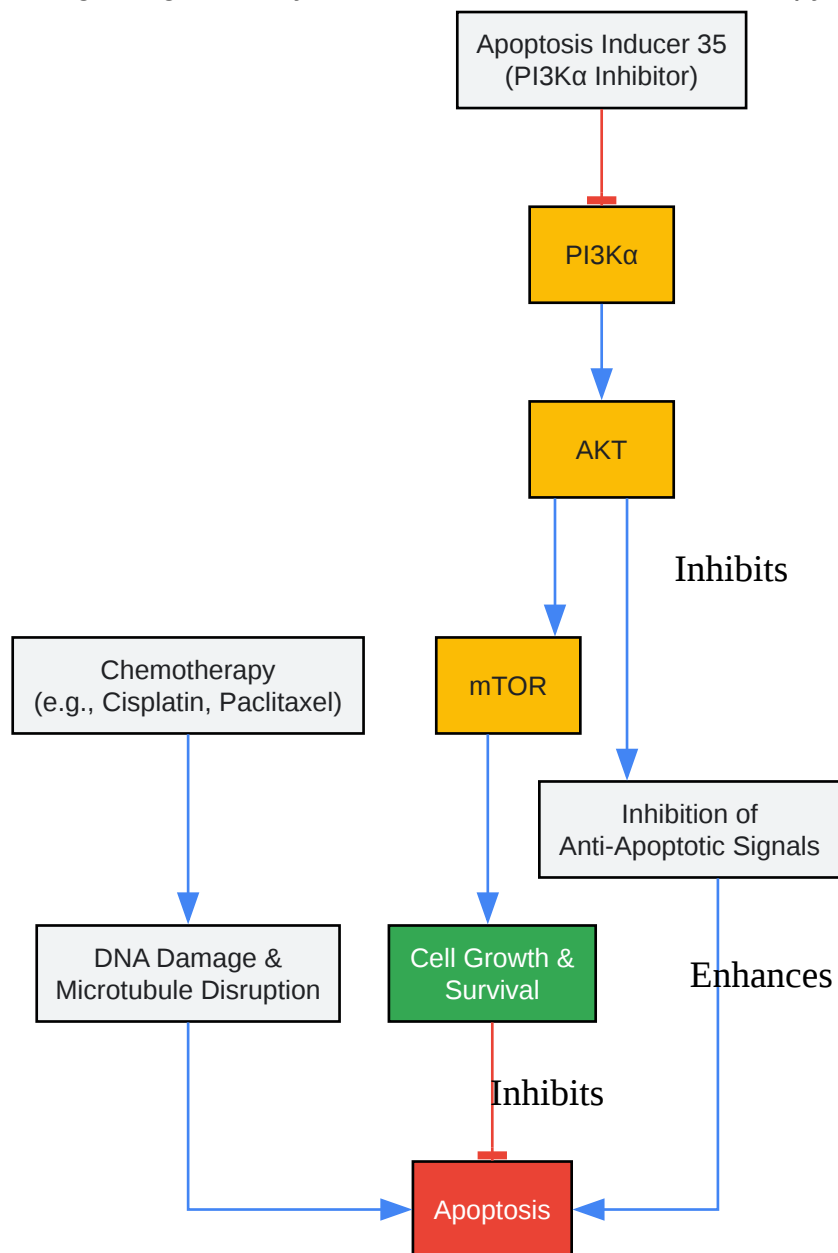 Apoptosis Inducer 35
(PI3Kα Inhibitor)
PI3Kα
AKT
Inhibits
Chemotherapy
(e.g., Cisplatin, Paclitaxel)
mTOR
Inhibition of
Anti-Apoptotic Signals
DNA Damage &
Microtubule Disruption
Cell Growth &
Survival
Enhances
Inhibits
Apoptosis